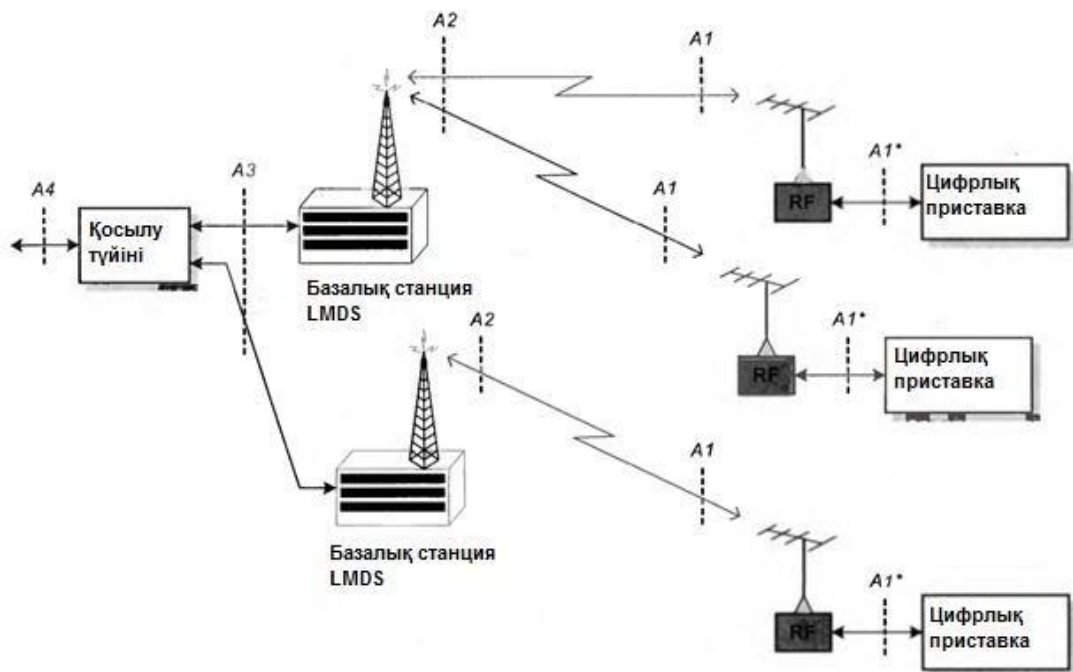 A2
A1
A4
A3
Қосылу
түйіні
Базалық станция
LMDS
RF
A1*
Цифрлық
приставка
A1
RF
A1*
Цифрлық
приставка
A2
Базалық станция
LMDS
A1
RF
A1*
Цифрлық
приставка